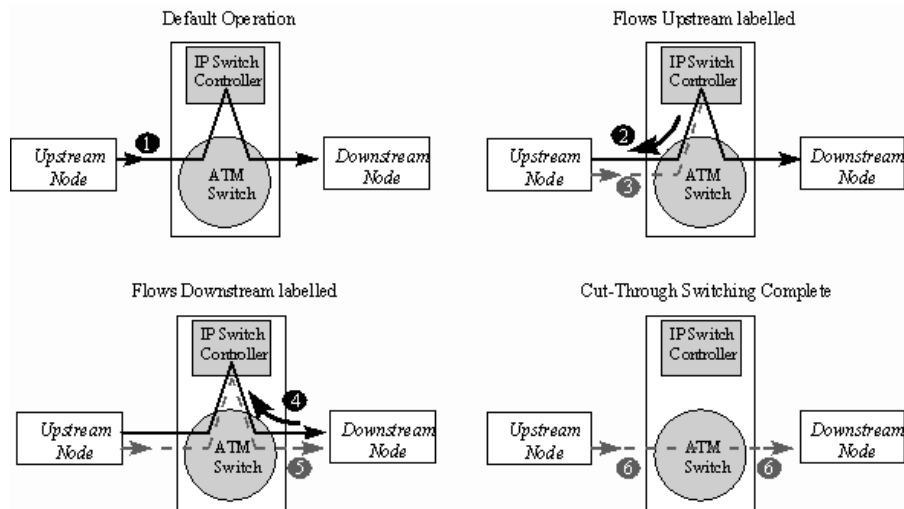 Default Operation
IP Switch
Controller
1
Upstream
Node
ATM
Switch
Downstream
Node
Flows Upstream labelled
IP Switch
Controller
2
Upstream
Node
3
ATM
Switch
Downstream
Node
Flows Downstream labelled
IP Switch
Controller
4
Upstream
Node
ATM
Switch
5
Downstream
Node
Cut-Through Switching Complete
IP Switch
Controller
Upstream
Node
6
ATM
Switch
6
Downstream
Node